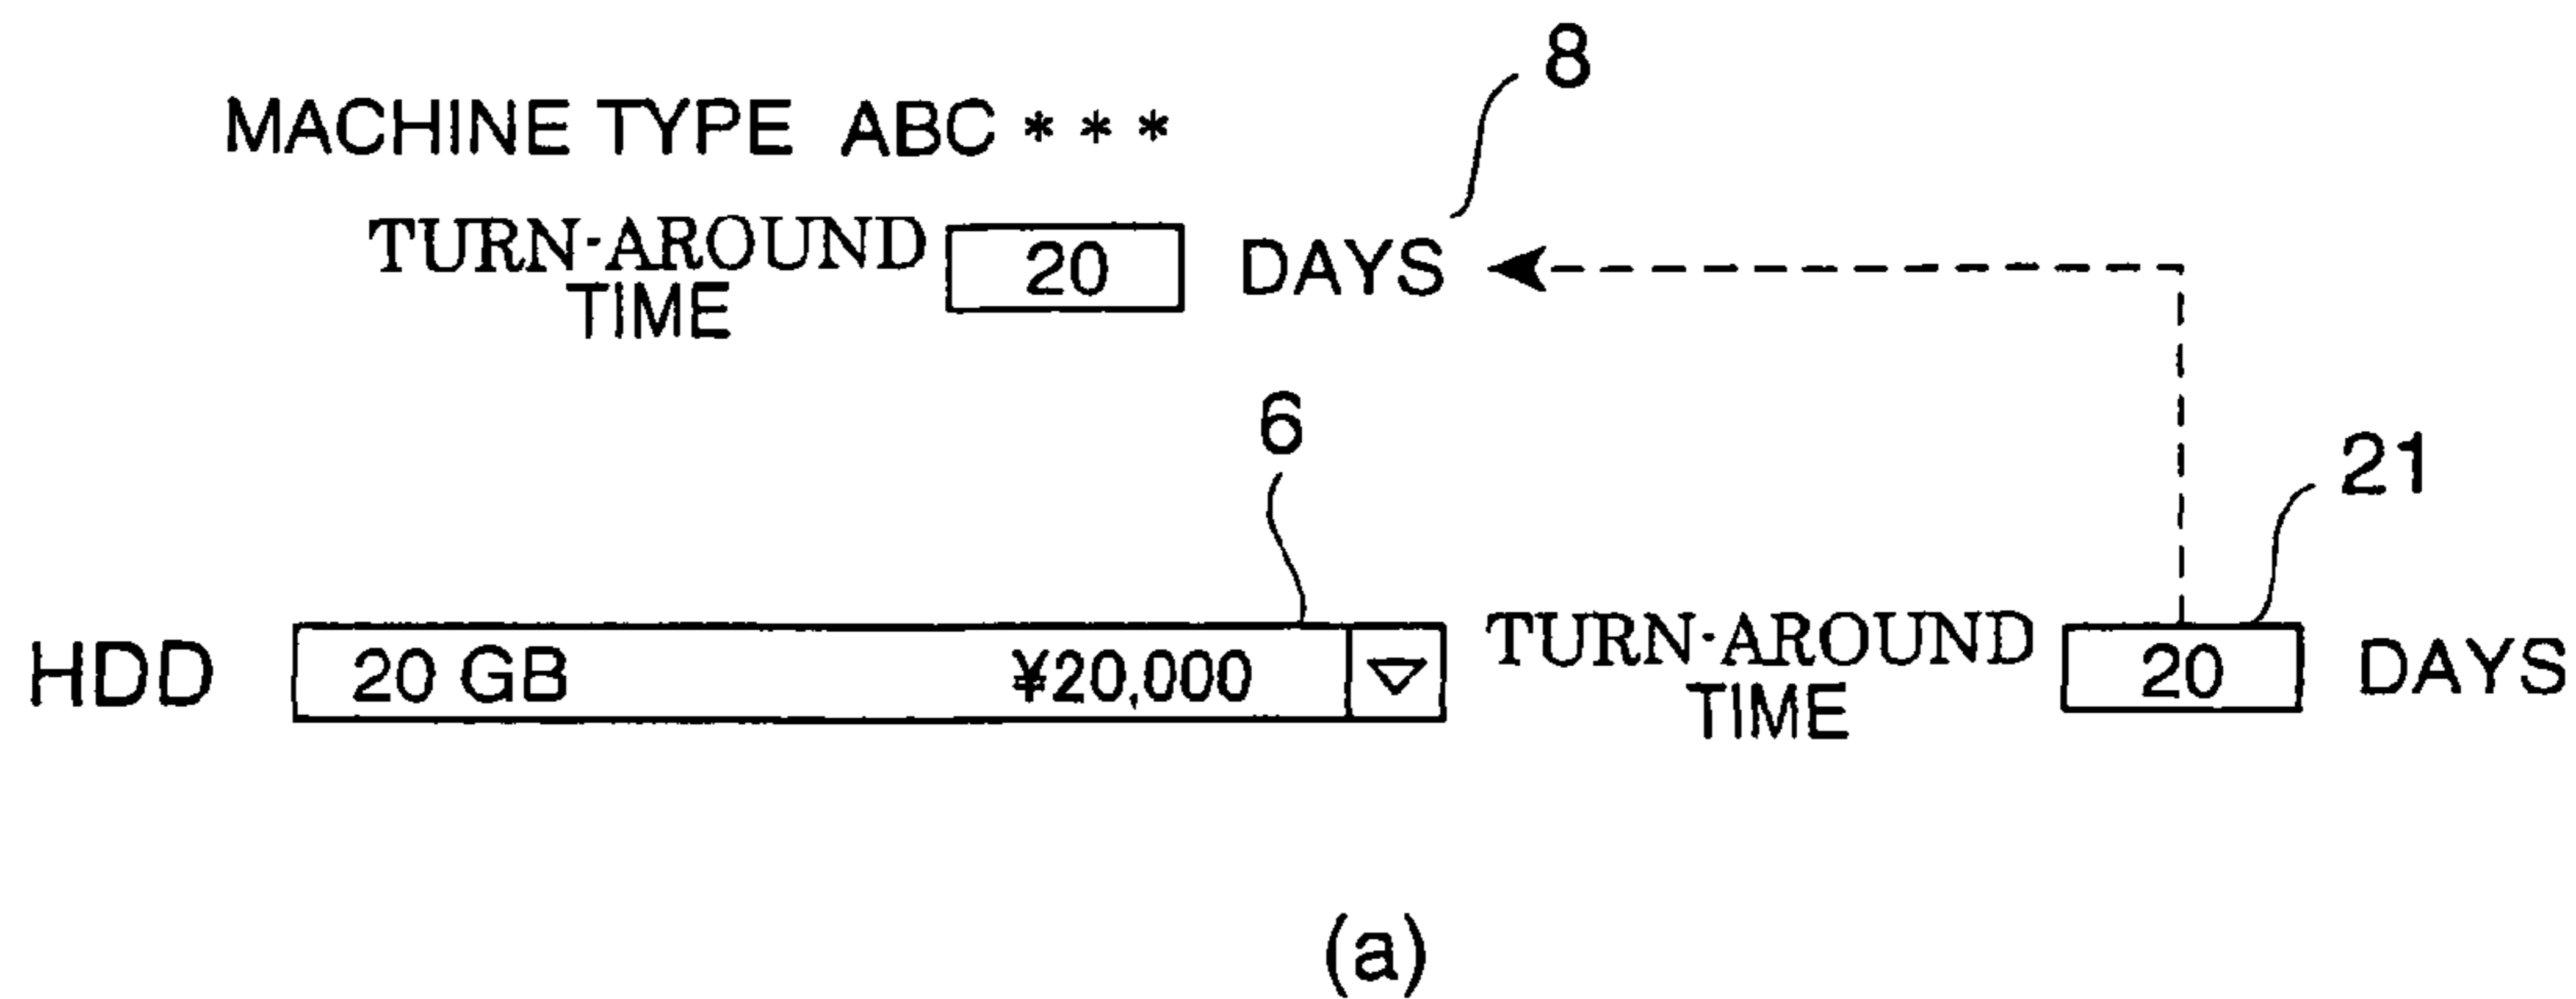 8
MACHINE TYPE ABC * * *
TURN-AROUND TIME 20 DAYS
6
21
HDD 20 GB ¥20,000 ▽ TURN-AROUND TIME 20 DAYS
(a)